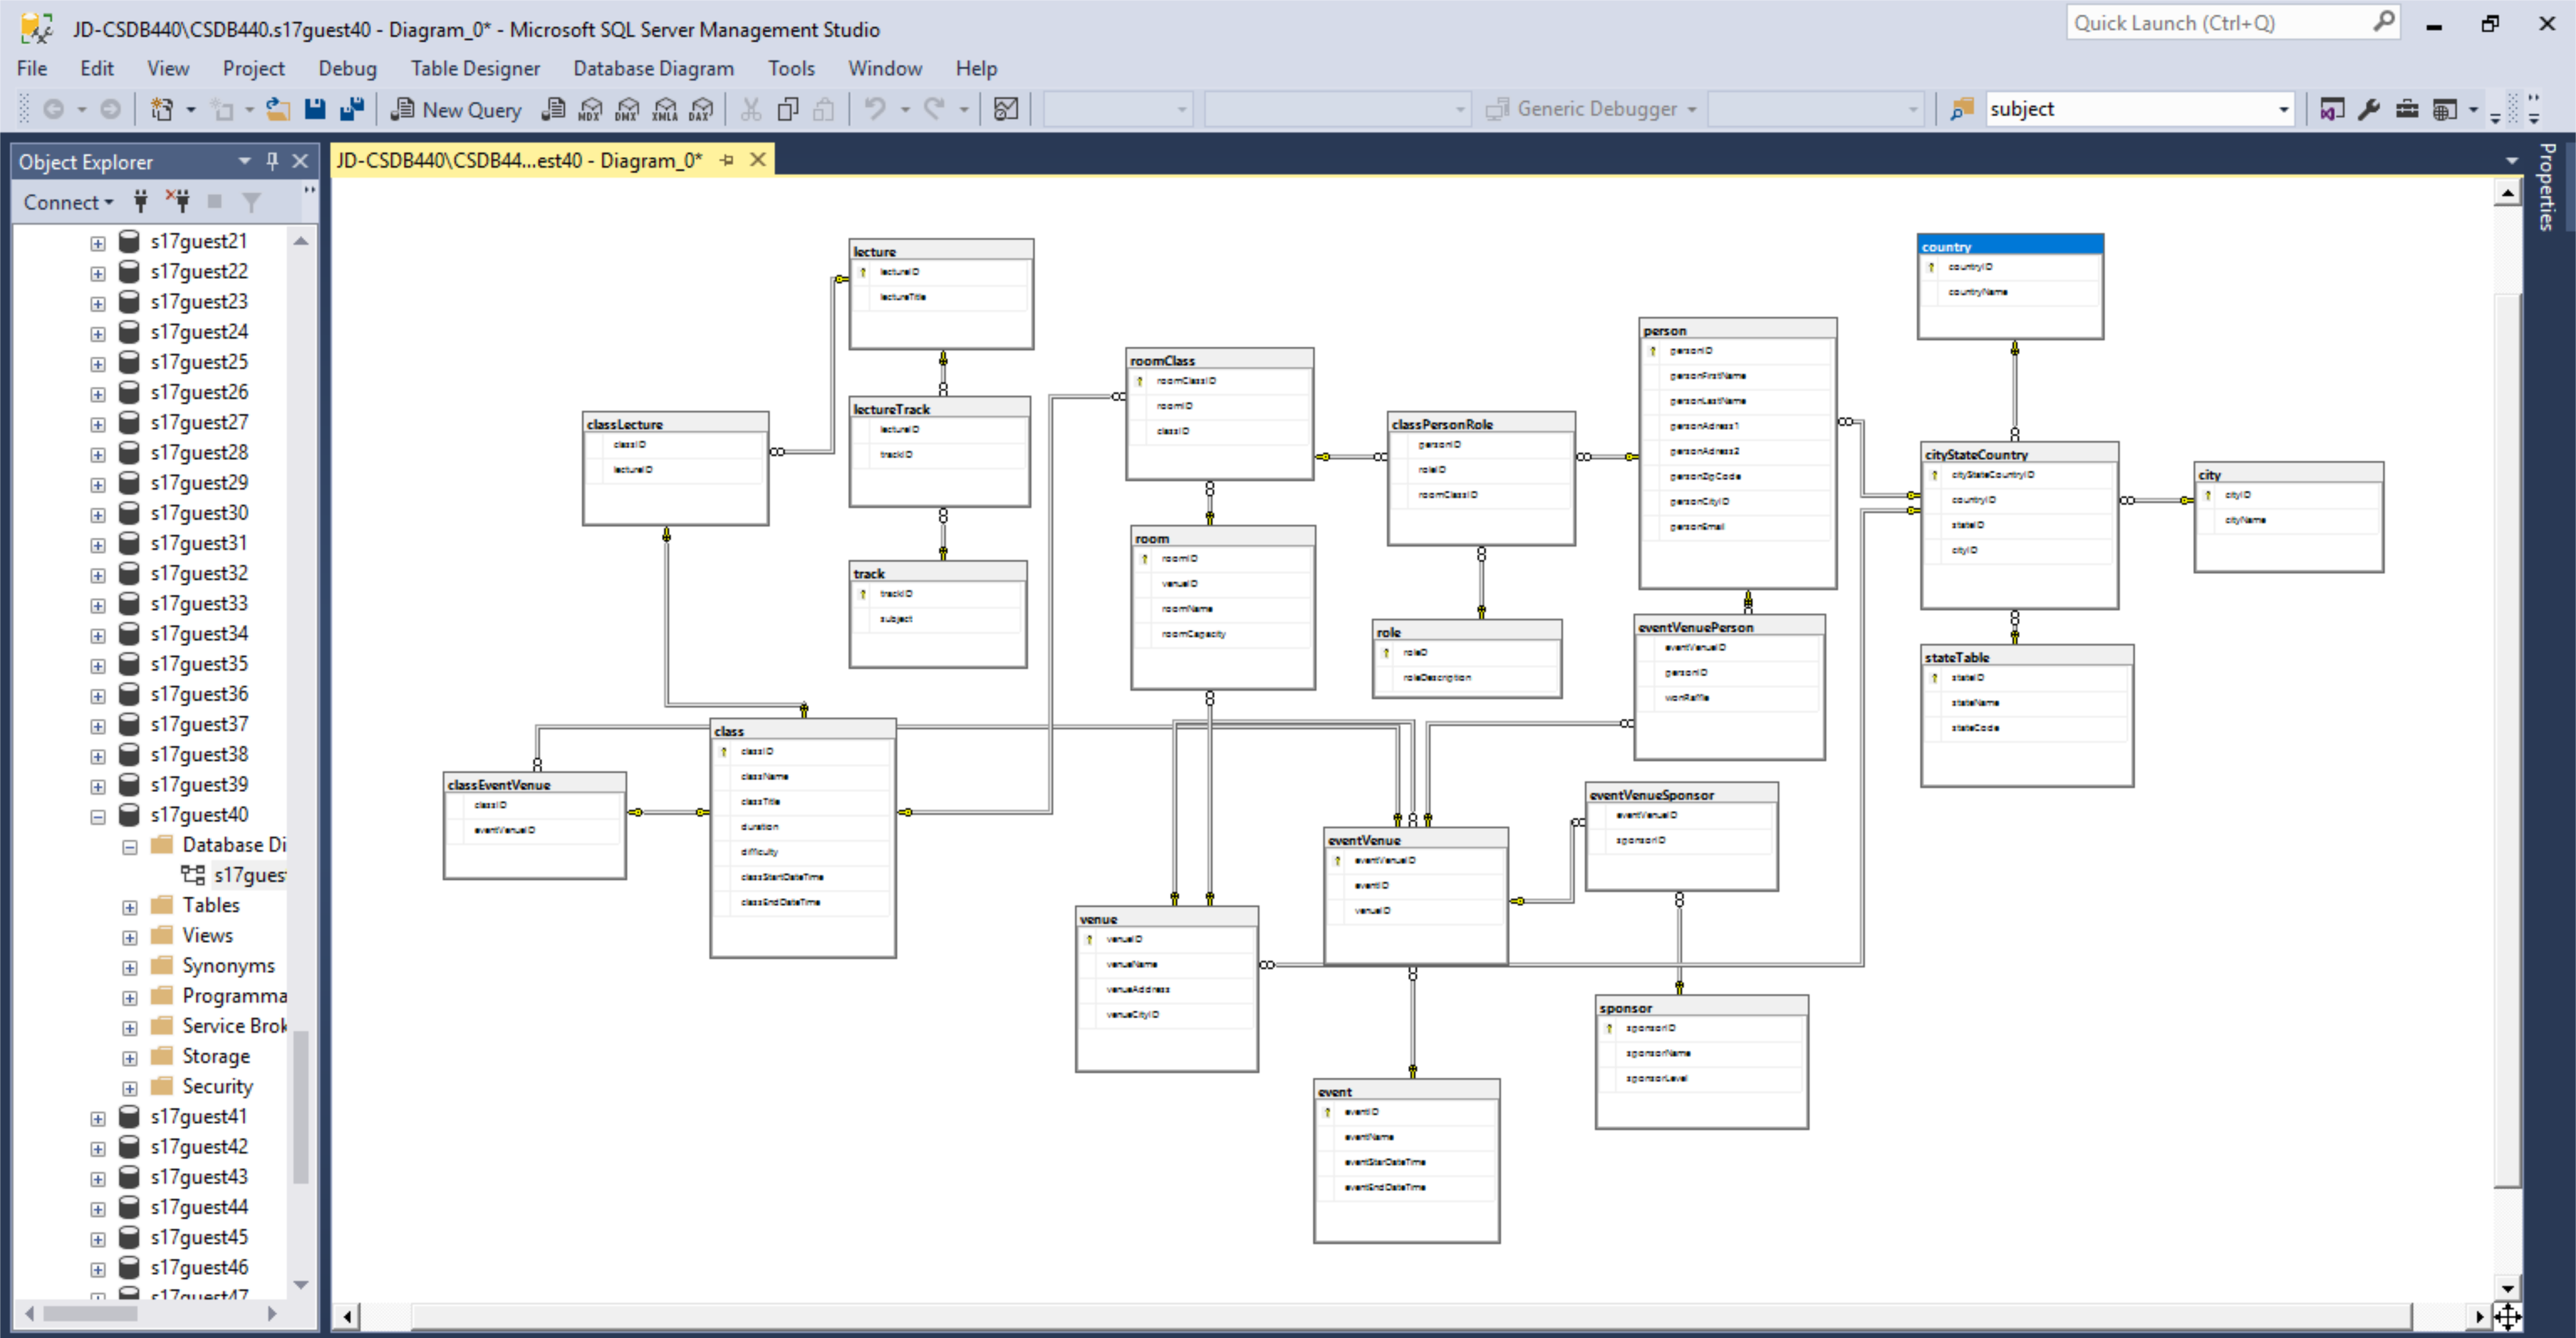 JD-CSDB440\CSDB440.s17guest40 - Diagram_0* - Microsoft SQL Server Management Studio
Quick Launch (Ctrl+Q)
File Edit View Project Debug Table Designer Database Diagram Tools Window Help
New Query MDX DMX XMLA DAX Generic Debugger subject
Object Explorer
Connect
s17guest21
s17guest22
s17guest23
s17guest24
s17guest25
s17guest26
s17guest27
s17guest28
s17guest29
s17guest30
s17guest31
s17guest32
s17guest33
s17guest34
s17guest35
s17guest36
s17guest37
s17guest38
s17guest39
s17guest40
Database Di
s17gues
Tables
Views
Synonyms
Programma
Service Brok
Storage
Security
s17guest41
s17guest42
s17guest43
s17guest44
s17guest45
s17guest46
s17guest47
JD-CSDB440\CSDB44...est40 - Diagram_0*
Properties
lecture
lectureID
lectureTitle
classLecture
classID
lectureID
lectureTrack
lectureID
trackID
track
trackID
subject
roomClass
roomClassID
roomID
classID
room
roomID
venueID
roomName
roomCapacity
classPersonRole
personID
roleID
roomClassID
role
roleID
roleDescription
person
personID
personFirstName
personLastName
personAdress1
personAdress2
personZipCode
personCityID
personEmail
eventVenuePerson
eventVenueID
personID
wonRaffle
country
countryID
countryName
cityStateCountry
cityStateCountryID
countryID
stateID
cityID
city
cityID
cityName
stateTable
stateID
stateName
stateCode
classEventVenue
classID
eventVenueID
class
classID
className
classTitle
duration
difficulty
classStartDateTime
classEndDateTime
venue
venueID
venueName
venueAddress
venueCityID
eventVenue
eventVenueID
eventID
venueID
eventVenueSponsor
eventVenueID
sponsorID
sponsor
sponsorID
sponsorName
sponsorLevel
event
eventID
eventName
eventStarDateTime
eventEndDateTime